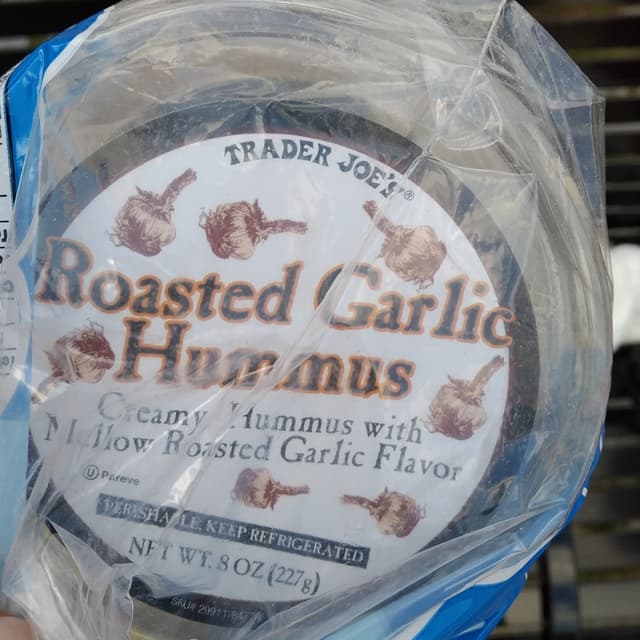 TRADER JOE'S®
Roasted Garlic
Hummus
Creamy Hummus with
Mellow Roasted Garlic Flavor
U Pareve
PERISHABLE. KEEP REFRIGERATED
NET WT. 8 OZ (227g)
SKU#